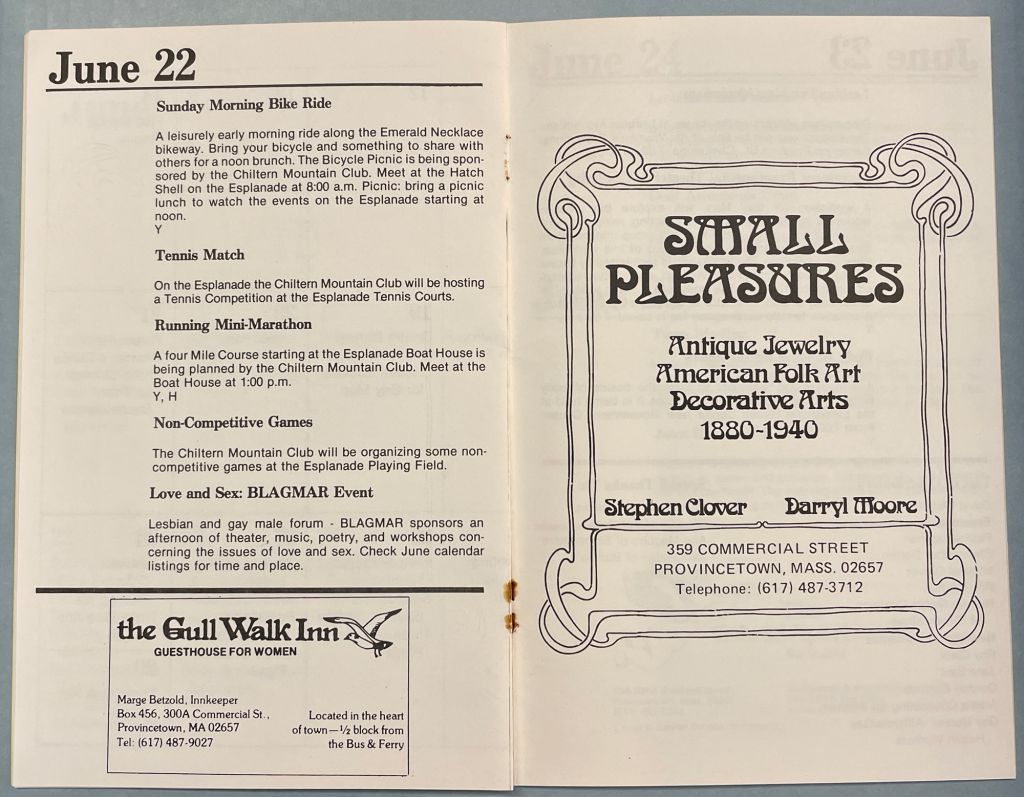 June 22
Sunday Morning Bike Ride
A leisurely early morning ride along the Emerald Necklace
bikeway. Bring your bicycle and something to share with
others for a noon brunch. The Bicycle Picnic is being spon-
sored by the Chiltern Mountain Club. Meet at the Hatch
Shell on the Esplanade at 8:00 a.m. Picnic: bring a picnic
lunch to watch the events on the Esplanade starting at
noon.
Y
Tennis Match
On the Esplanade the Chiltern Mountain Club will be hosting
a Tennis Competition at the Esplanade Tennis Courts.
Running Mini-Marathon
A four Mile Course starting at the Esplanade Boat House is
being planned by the Chiltern Mountain Club. Meet at the
Boat House at 1:00 p.m.
Y, H
Non-Competitive Games
The Chiltern Mountain Club will be organizing some non-
competitive games at the Esplanade Playing Field.
Love and Sex: BLAGMAR Event
Lesbian and gay male forum - BLAGMAR sponsors an
afternoon of theater, music, poetry, and workshops con-
cerning the issues of love and sex. Check June calendar
listings for time and place.
the Gull Walk Inn
GUESTHOUSE FOR WOMEN
Marge Betzold, Innkeeper
Box 456, 300A Commercial St.,
Provincetown, MA 02657
Tel: (617) 487-9027
Located in the heart
of town—½ block from
the Bus & Ferry
SMALL
PLEASURES
Antique Jewelry
American Folk Art
Decorative Arts
1880-1940
Stephen Clover Darryl Moore
359 COMMERCIAL STREET
PROVINCETOWN, MASS. 02657
Telephone: (617) 487-3712